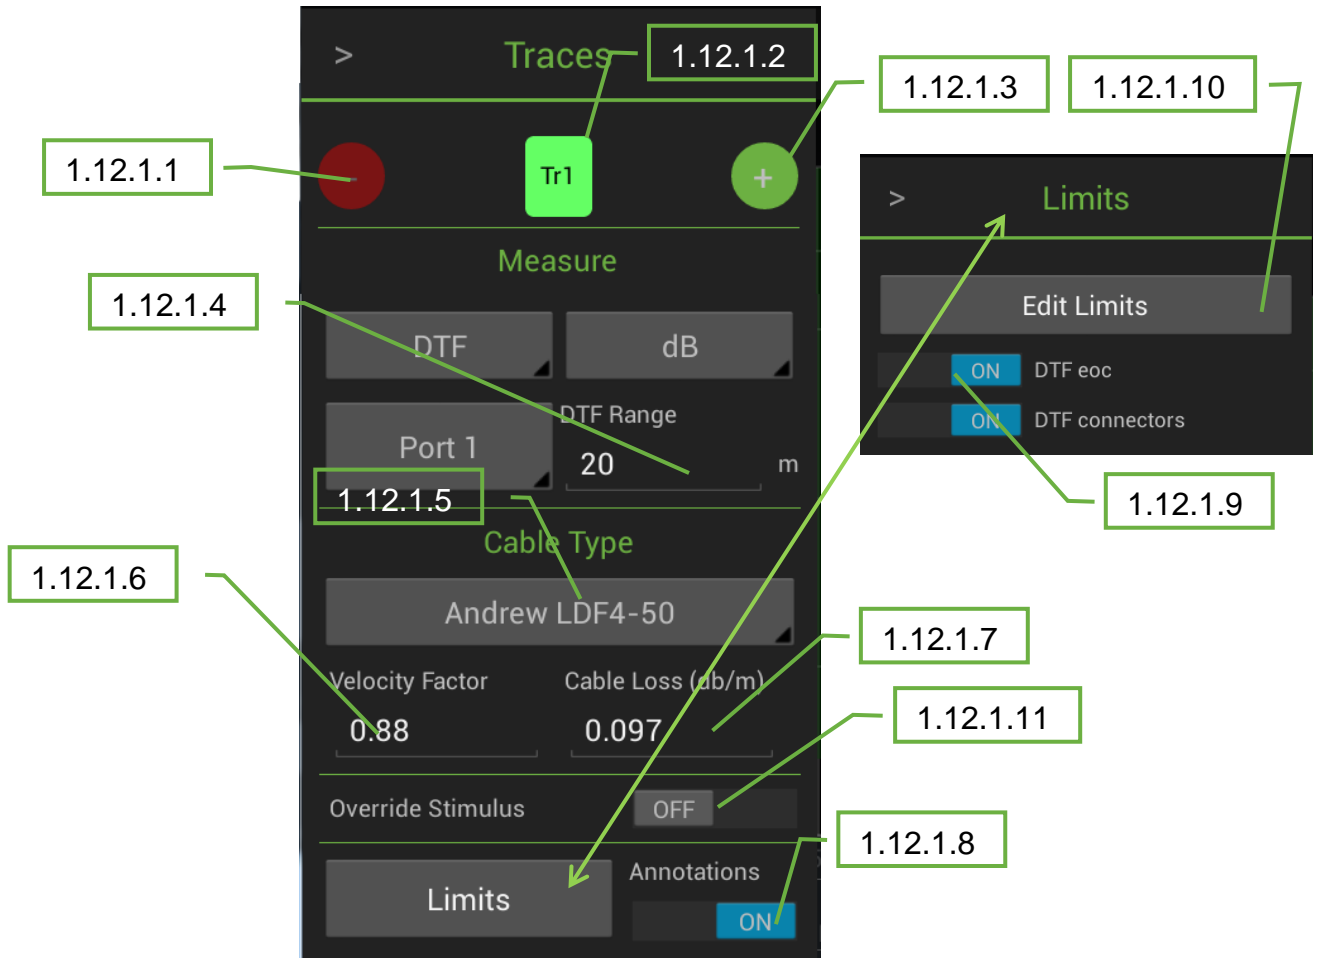 > Traces
1.12.1.2
1.12.1.3
1.12.1.10
1.12.1.1
- Tr1 +
> Limits
Measure
1.12.1.4
Edit Limits
DTF dB
ON DTF eoc
DTF Range
ON DTF connectors
Port 1 20 m
1.12.1.5
1.12.1.9
Cable Type
1.12.1.6
Andrew LDF4-50
1.12.1.7
Velocity Factor Cable Loss (db/m)
0.88 0.097
1.12.1.11
Override Stimulus OFF
1.12.1.8
Annotations
Limits
ON